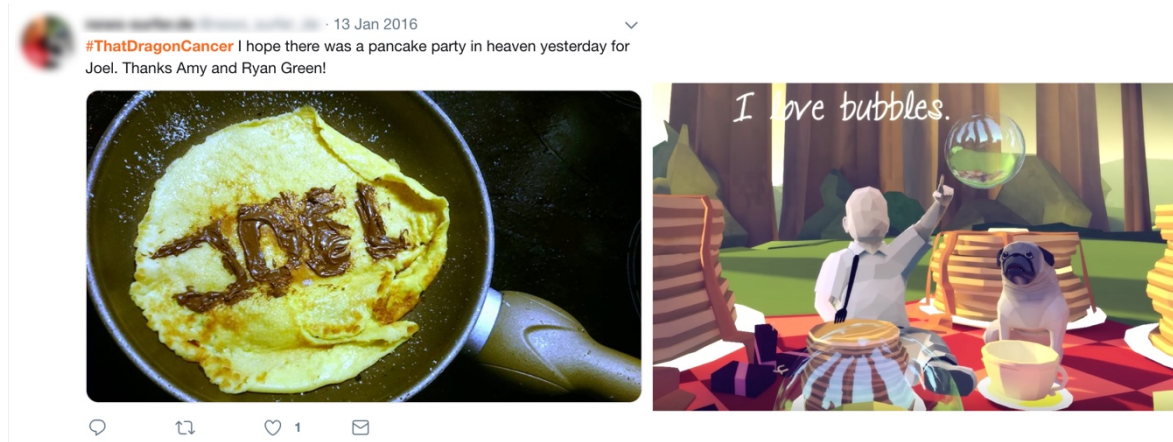 · 13 Jan 2016
#ThatDragonCancer I hope there was a pancake party in heaven yesterday for
Joel. Thanks Amy and Ryan Green!
JOEL
I love bubbles.
1